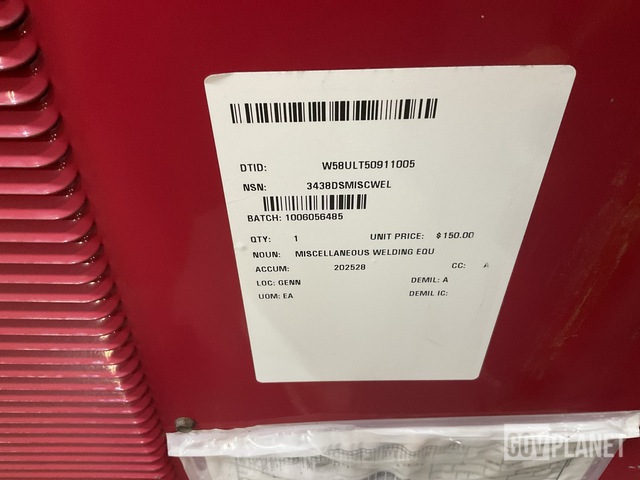 DTID: W58ULT50911005
NSN: 3438DSMISCWEL
BATCH: 1006056485
QTY: 1 UNIT PRICE: $150.00
NOUN: MISCELLANEOUS WELDING EQU
ACCUM: 202528 CC: A
LOC: GENN DEMIL: A
UOM: EA DEMIL IC:
GOVPLANET